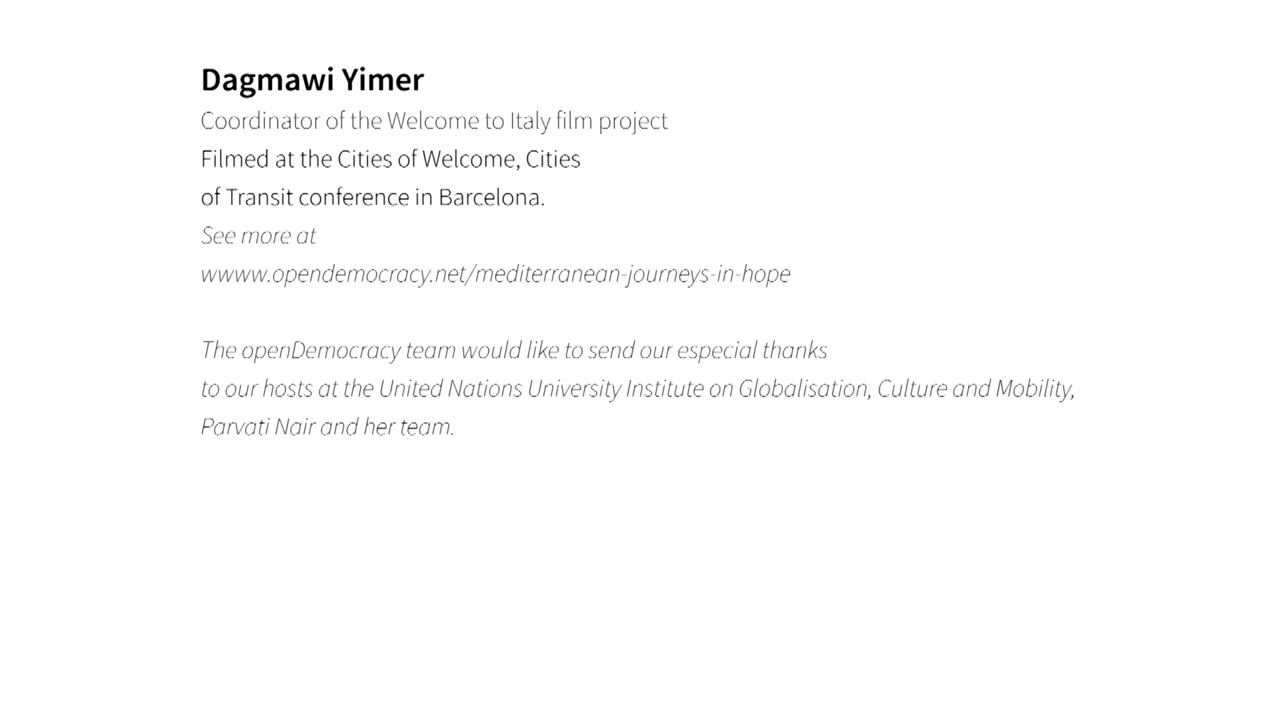 Dagmawi Yimer
Coordinator of the Welcome to Italy film project
Filmed at the Cities of Welcome, Cities
of Transit conference in Barcelona.
See more at
wwww.opendemocracy.net/mediterranean-journeys-in-hope
The openDemocracy team would like to send our especial thanks
to our hosts at the United Nations University Institute on Globalisation, Culture and Mobility,
Parvati Nair and her team.